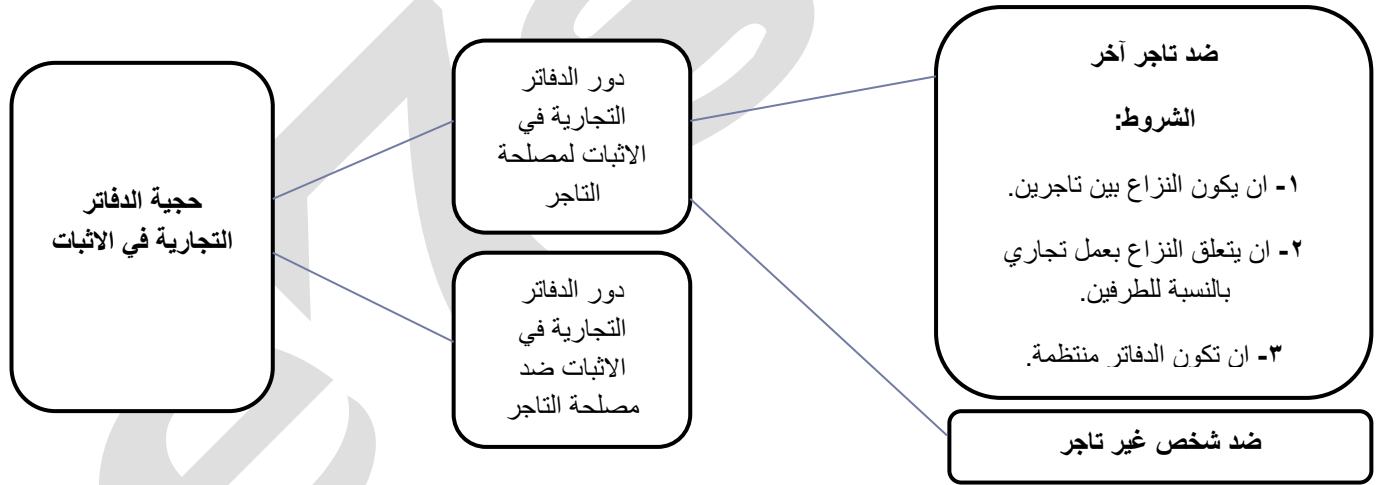 حجية الدفاتر
التجارية في الاثبات
دور الدفاتر
التجارية في
الاثبات لمصلحة
التاجر
دور الدفاتر
التجارية في
الاثبات ضد
مصلحة التاجر
ضد تاجر آخر
الشروط:
١- ان يكون النزاع بين تاجرين.
٢- ان يتعلق النزاع بعمل تجاري
بالنسبة للطرفين.
٣- ان تكون الدفاتر منتظمة.
ضد شخص غير تاجر